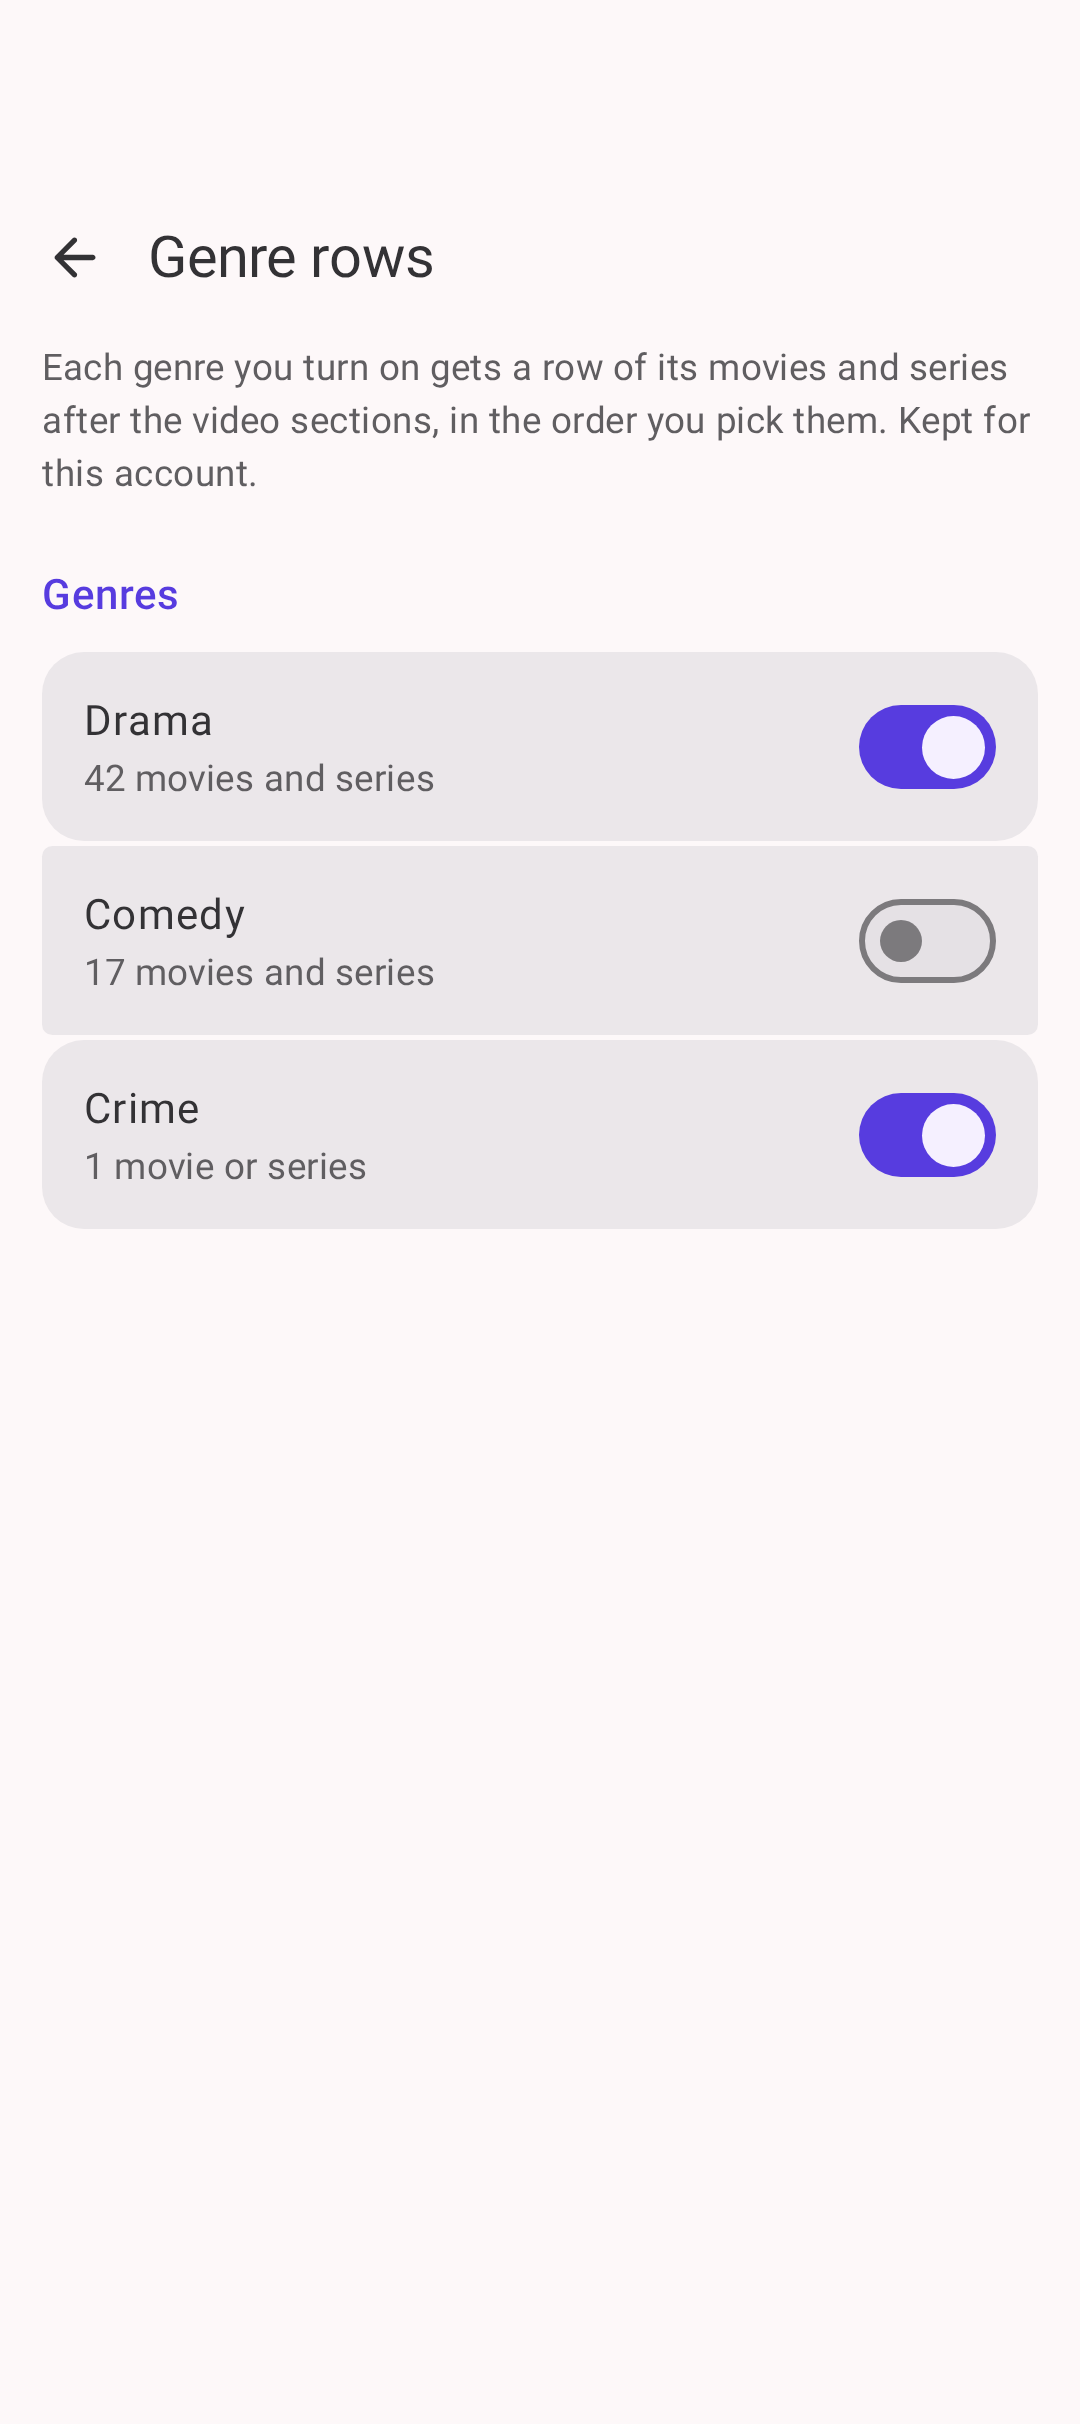 Genre rows
Each genre you turn on gets a row of its movies and series
after the video sections, in the order you pick them. Kept for
this account.
Genres
Drama
42 movies and series
Comedy
17 movies and series
Crime
1 movie or series